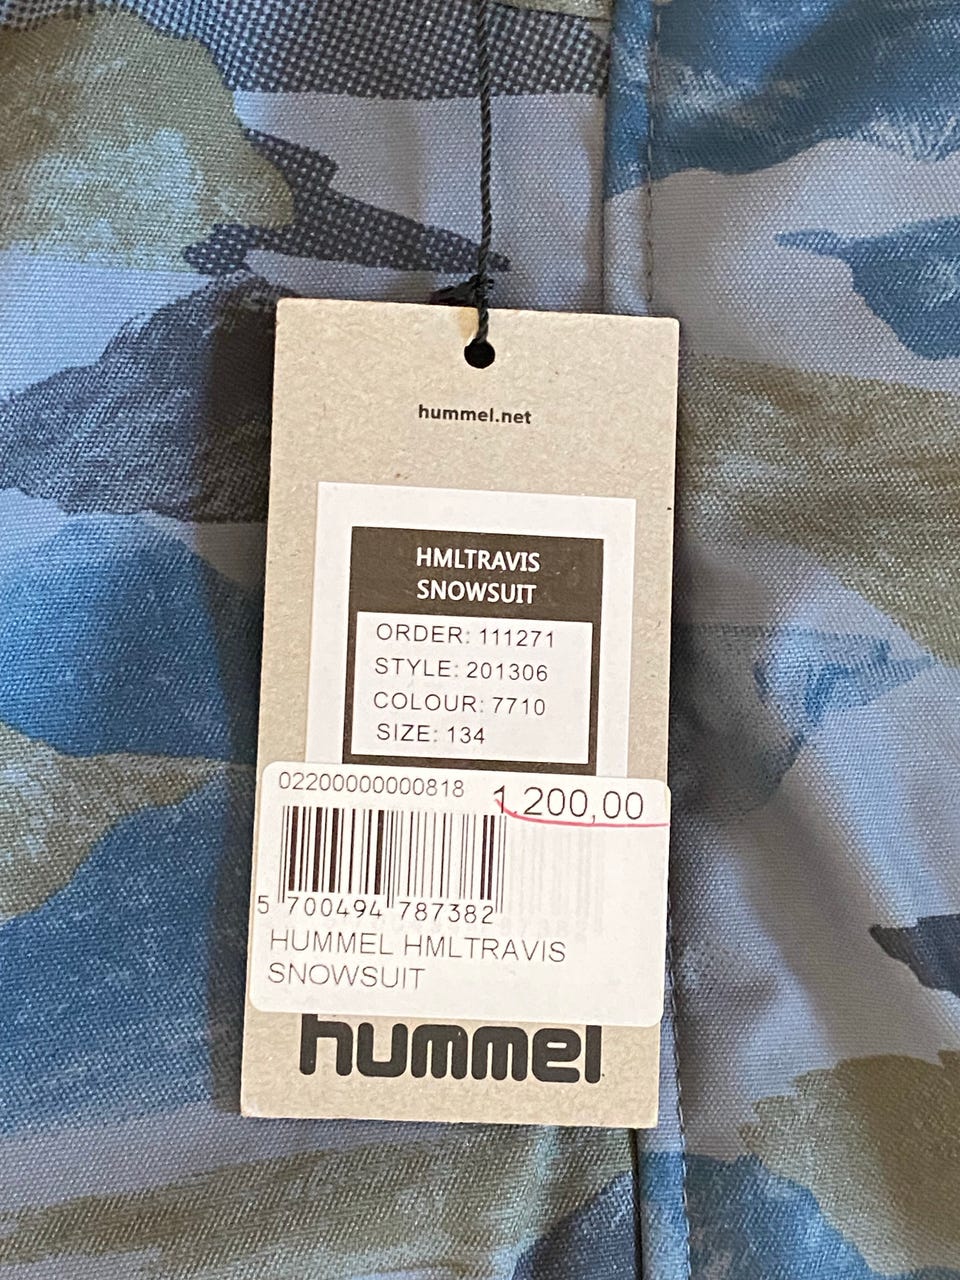 hummel.net
HMLTRAVIS
SNOWSUIT
ORDER: 111271
STYLE: 201306
COLOUR: 7710
SIZE: 134
02200000000818
1.200,00
5 700494 787382
HUMMEL HMLTRAVIS
SNOWSUIT
hummel